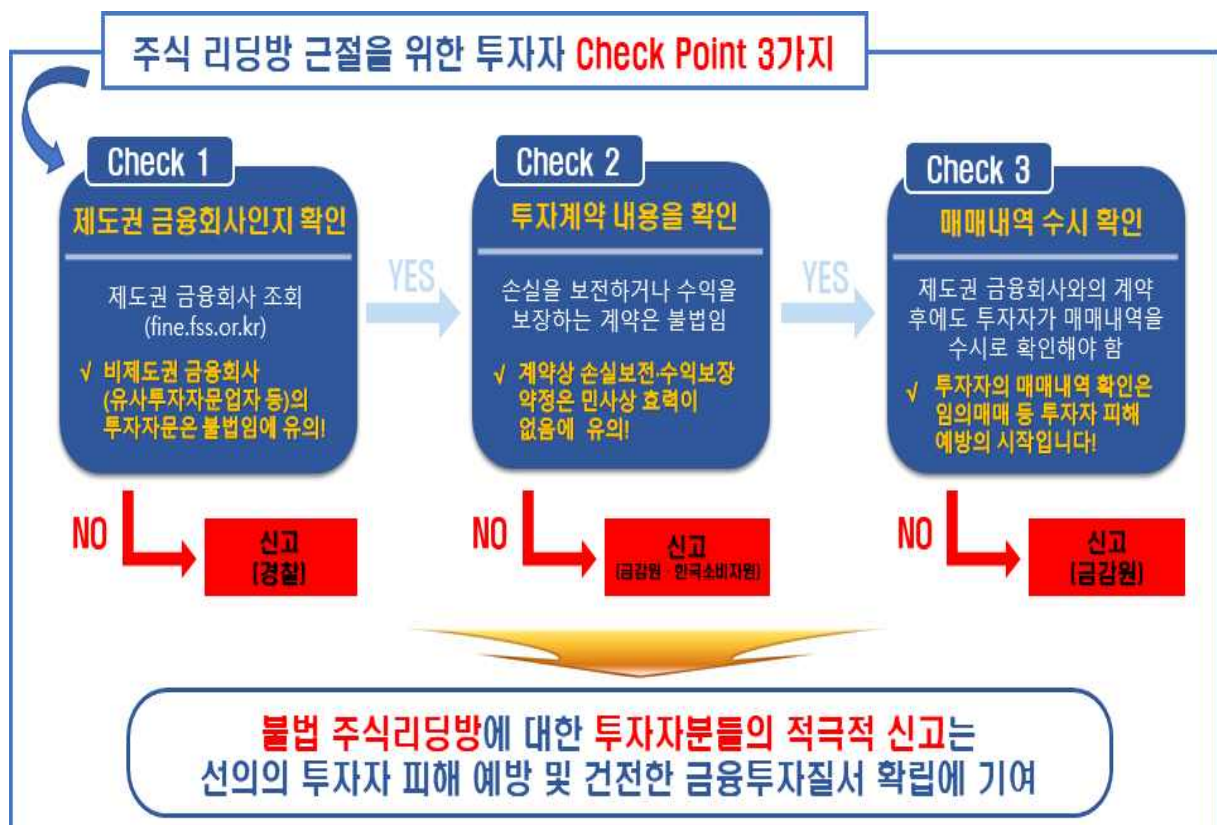 주식 리딩방 근절을 위한 투자자 Check Point 3가지
Check 1
제도권 금융회사인지 확인
제도권 금융회사 조회
(fine.fss.or.kr)
√ 비제도권 금융회사
(유사투자자문업자 등)의
투자자문은 불법임에 유의!
YES
NO
신고
(경찰)
Check 2
투자계약 내용을 확인
손실을 보전하거나 수익을
보장하는 계약은 불법임
√ 계약상 손실보전·수익보장
약정은 민사상 효력이
없음에 유의!
YES
NO
신고
(금감원·한국소비자원)
Check 3
매매내역 수시 확인
제도권 금융회사와의 계약
후에도 투자자가 매매내역을
수시로 확인해야 함
√ 투자자의 매매내역 확인은
임의매매 등 투자자 피해
예방의 시작입니다!
NO
신고
(금감원)
불법 주식리딩방에 대한 투자자분들의 적극적 신고는
선의의 투자자 피해 예방 및 건전한 금융투자질서 확립에 기여